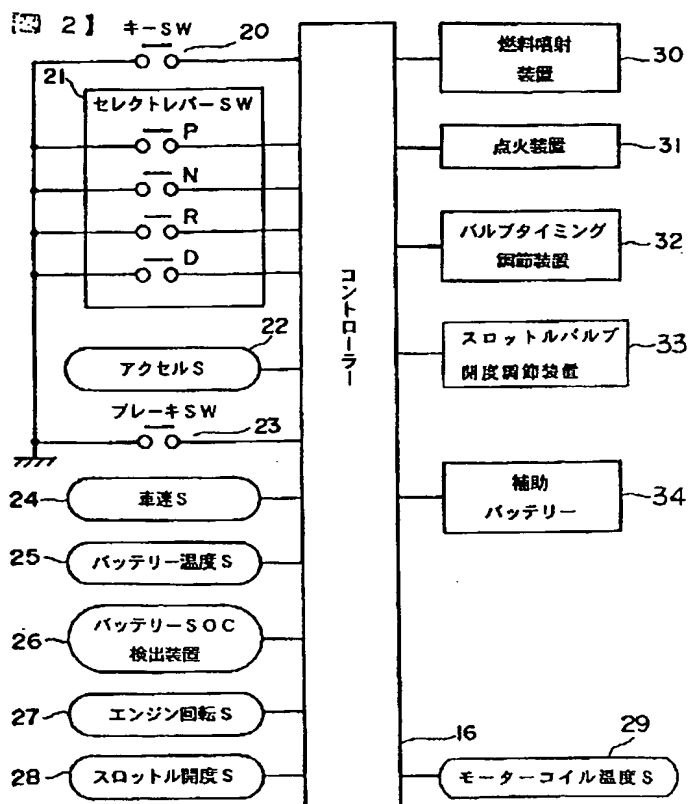 【図 2】
キーSW
20
21
セレクトレバーSW
P
N
R
D
22
アクセルS
ブレーキSW
23
24
車速S
25
バッテリー温度S
26
バッテリーSOC
検出装置
27
エンジン回転S
28
スロットル開度S
コントローラー
16
燃料噴射
装置
30
点火装置
31
バルブタイミング
調節装置
32
スロットルバルブ
開度調節装置
33
補助
バッテリー
34
29
モーターコイル温度S